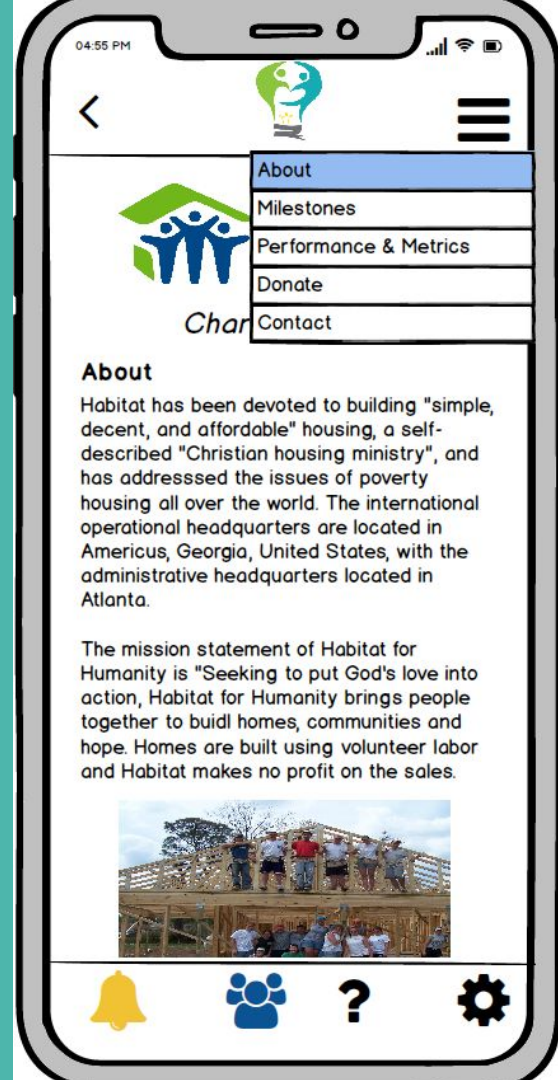 04:55 PM
About
Milestones
Performance & Metrics
Donate
Contact
Char
About
Habitat has been devoted to building "simple,
decent, and affordable" housing, a self-
described "Christian housing ministry", and
has addresssed the issues of poverty
housing all over the world. The international
operational headquarters are located in
Americus, Georgia, United States, with the
administrative headquarters located in
Atlanta.
The mission statement of Habitat for
Humanity is "Seeking to put God's love into
action, Habitat for Humanity brings people
together to buidl homes, communities and
hope. Homes are built using volunteer labor
and Habitat makes no profit on the sales.
?